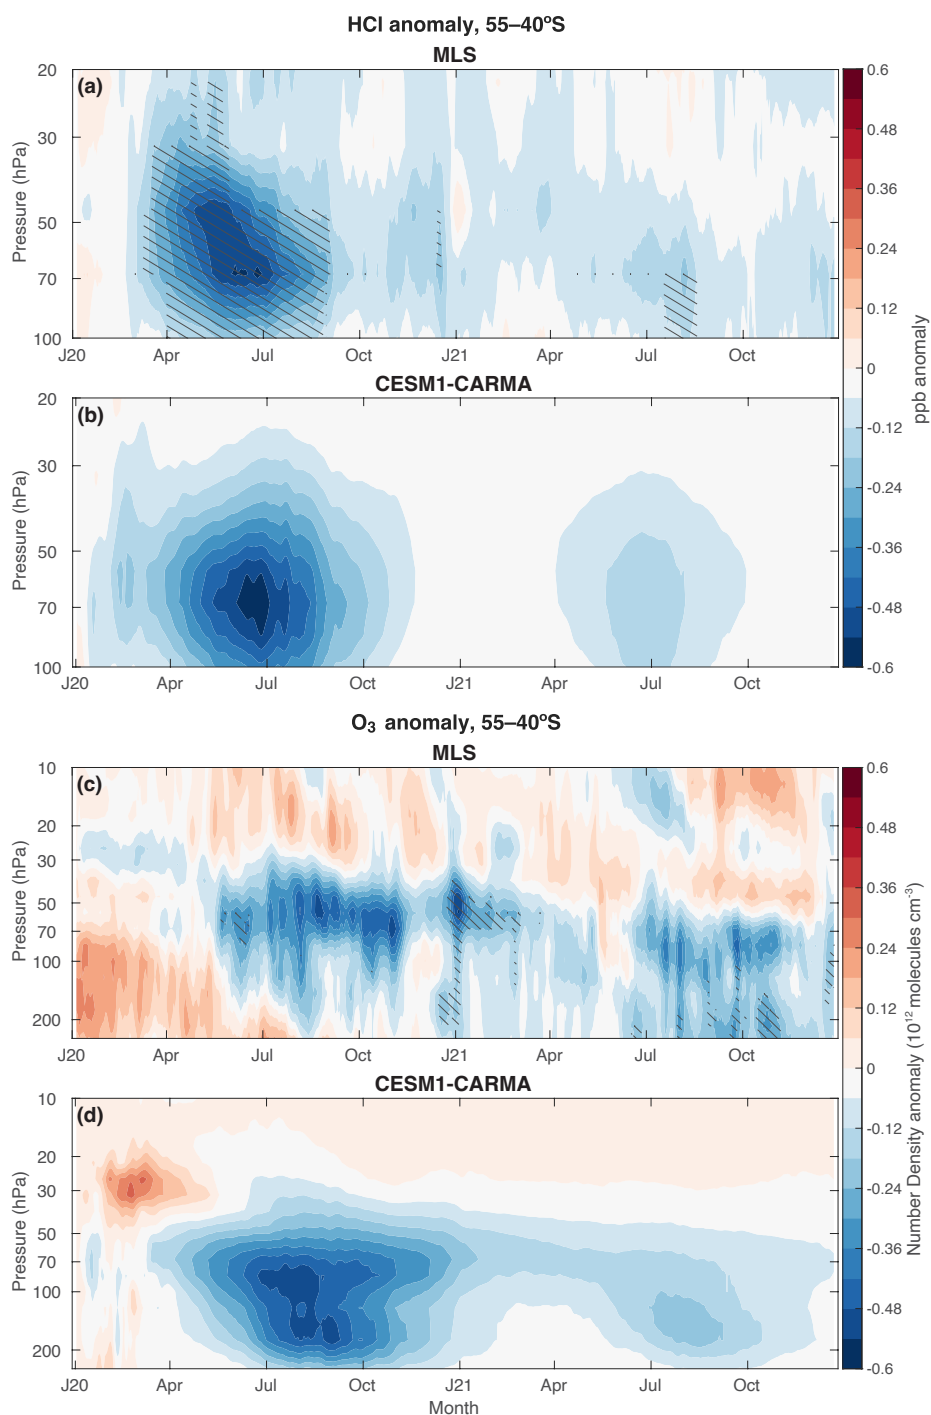 HCl anomaly, 55–40ºS
MLS
(a)
20
30
50
70
100
Pressure (hPa)
J20 Apr Jul Oct J21 Apr Jul Oct
CESM1-CARMA
(b)
20
30
50
70
100
Pressure (hPa)
J20 Apr Jul Oct J21 Apr Jul Oct
0.6
0.48
0.36
0.24
0.12
0
-0.12
-0.24
-0.36
-0.48
-0.6
ppb anomaly
O₃ anomaly, 55–40ºS
MLS
(c)
10
20
30
50
70
100
200
Pressure (hPa)
J20 Apr Jul Oct J21 Apr Jul Oct
CESM1-CARMA
(d)
10
20
30
50
70
100
200
Pressure (hPa)
J20 Apr Jul Oct J21 Apr Jul Oct
Month
0.6
0.48
0.36
0.24
0.12
0
-0.12
-0.24
-0.36
-0.48
-0.6
Number Density anomaly (10¹² molecules cm⁻³)